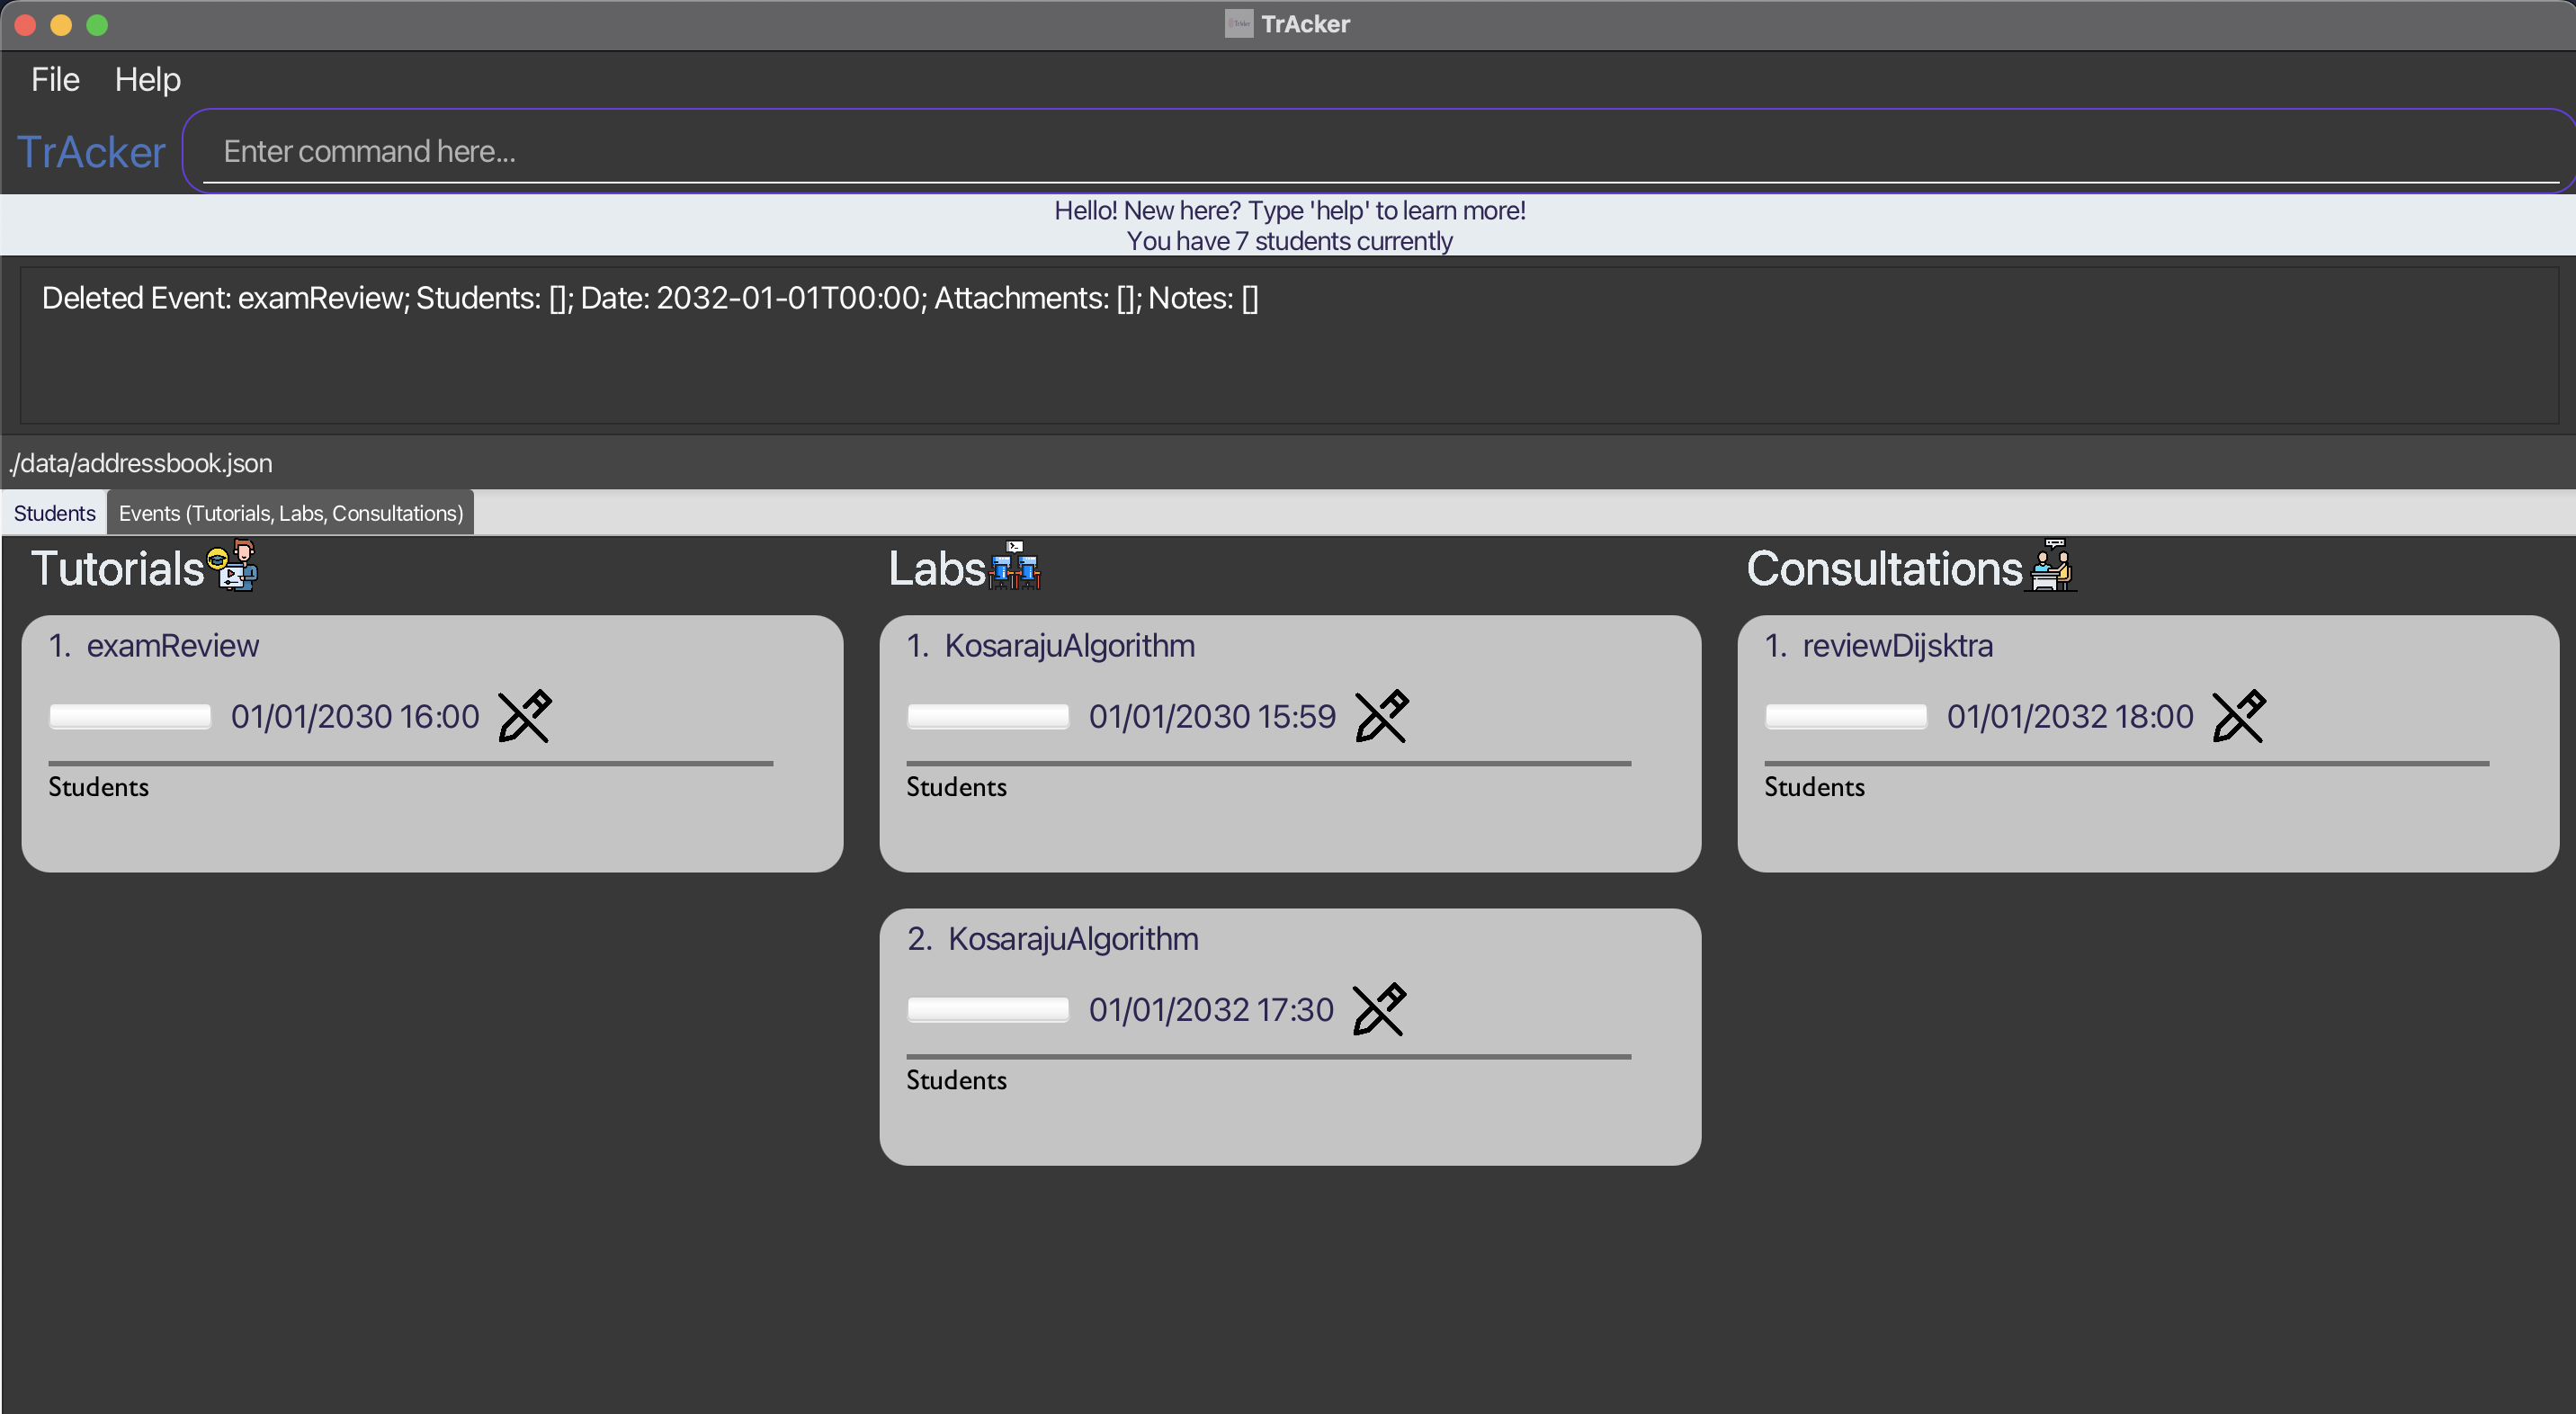 TrAcker
File Help
TrAcker Enter command here...
Hello! New here? Type 'help' to learn more!
You have 7 students currently
Deleted Event: examReview; Students: []; Date: 2032-01-01T00:00; Attachments: []; Notes: []
./data/addressbook.json
Students Events (Tutorials, Labs, Consultations)
Tutorials
1. examReview
01/01/2030 16:00
Students
Labs
1. KosarajuAlgorithm
01/01/2030 15:59
Students
2. KosarajuAlgorithm
01/01/2032 17:30
Students
Consultations
1. reviewDijsktra
01/01/2032 18:00
Students